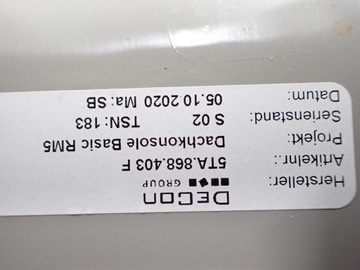 DeCon
GROUP
Hersteller:
Artikelnr.: 5TA.868.403 F
Projekt: Dachkonsole Basic RM5
Serienstand: S 02 TSN: 183
Datum: 05.10.2020 Ma: SB